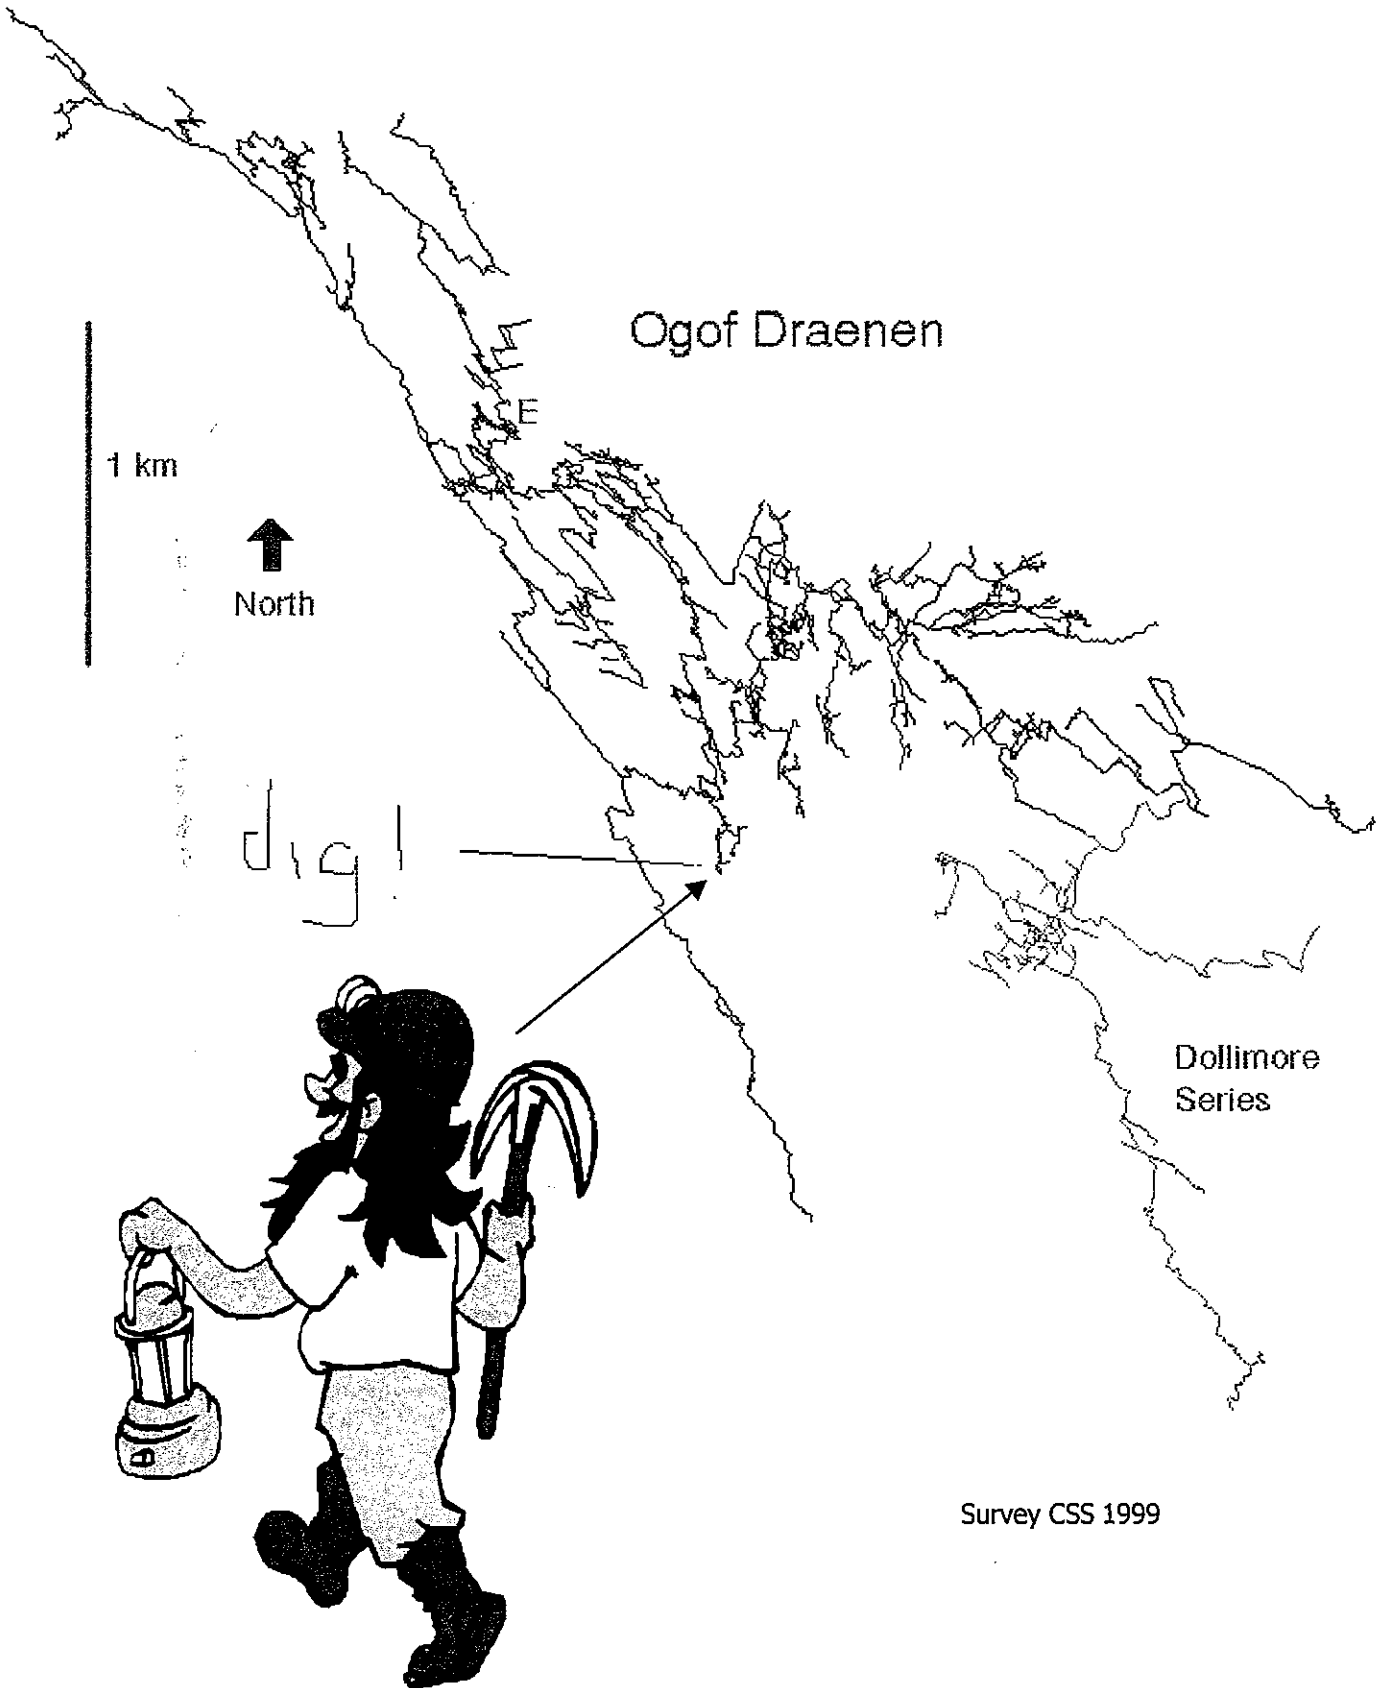 Ogof Draenen
E
1 km
North
dig!
Dollimore
Series
Survey CSS 1999